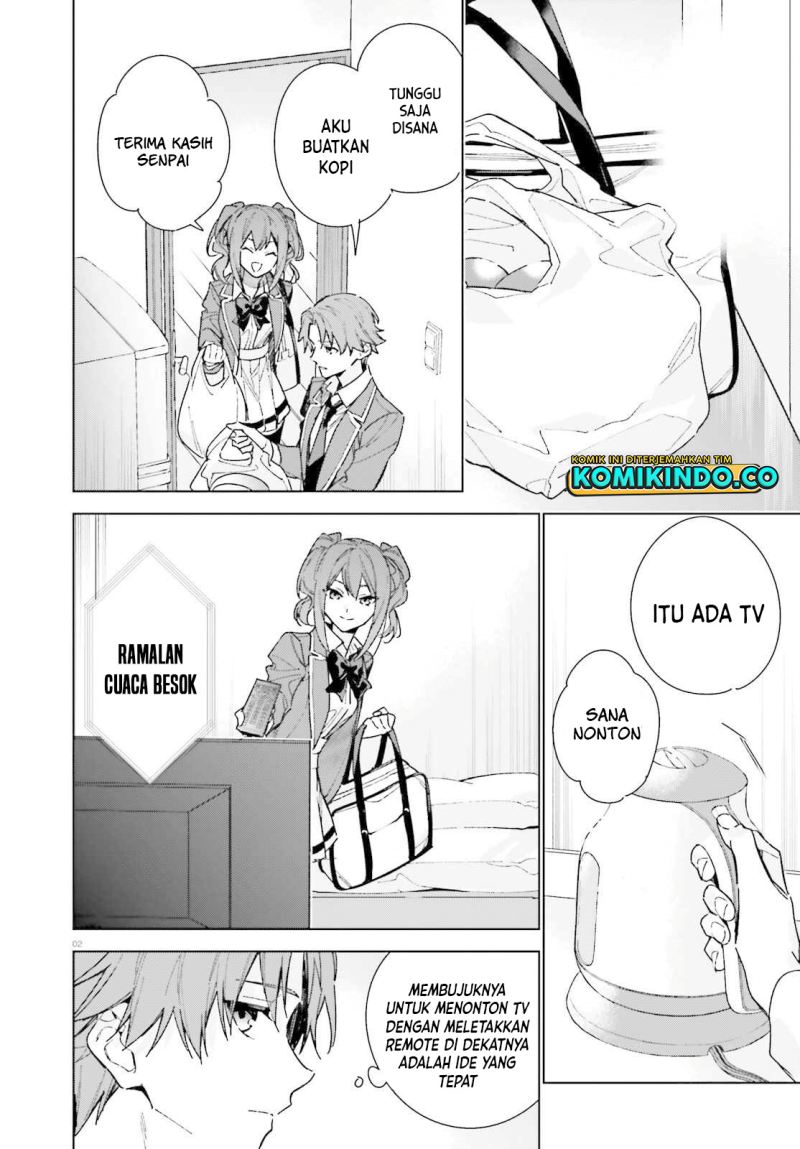 TUNGGU
SAJA
DISANA
AKU
BUATKAN
KOPI
TERIMA KASIH
SENPAI
KOMIK INI DITERJEMAHKAN TIM
KOMIKINDO.CO
ITU ADA TV
SANA
NONTON
RAMALAN
CUACA BESOK
02
MEMBUJUKNYA
UNTUK MENONTON TV
DENGAN MELETAKKAN
REMOTE DI DEKATNYA
ADALAH IDE YANG
TEPAT